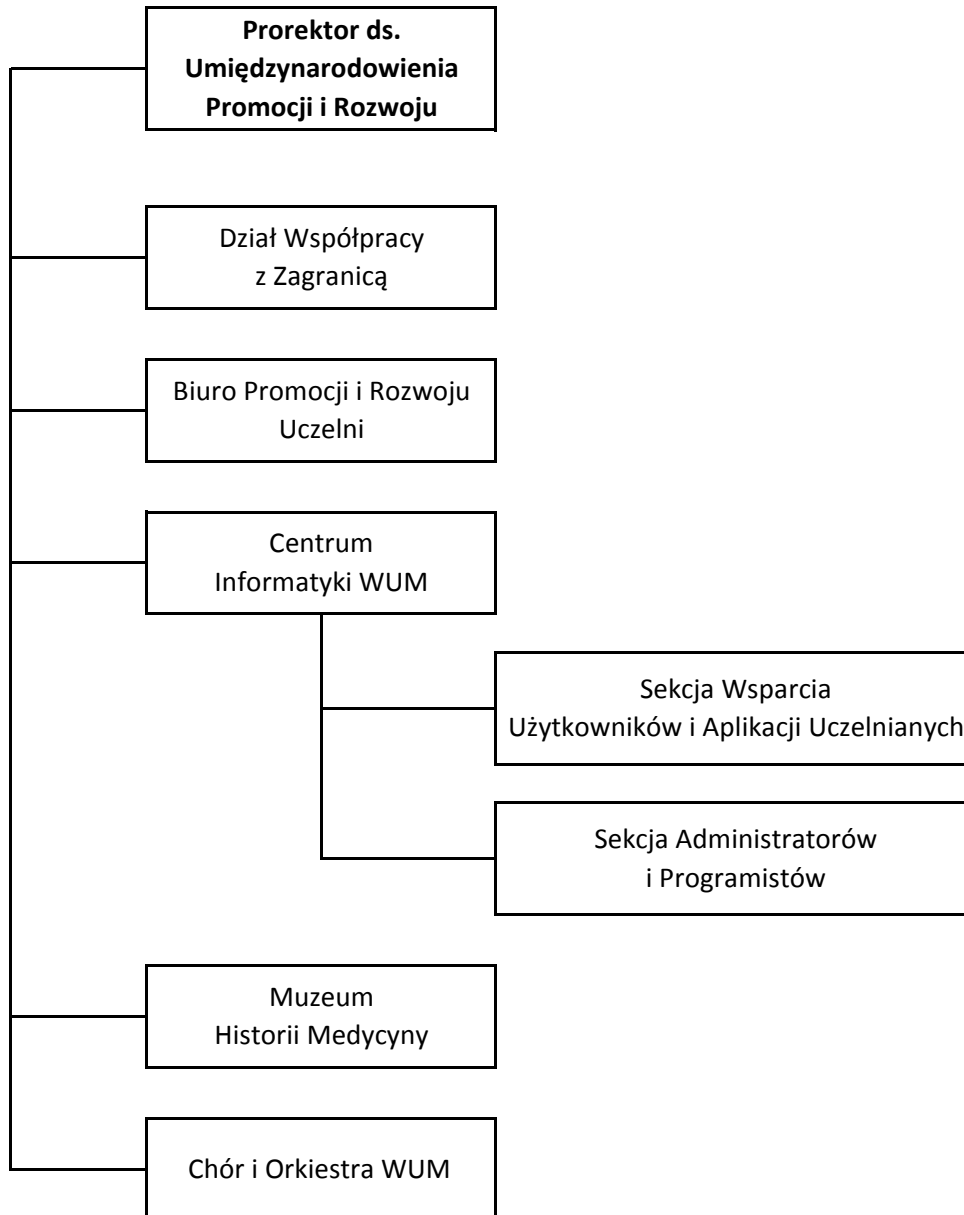 Prorektor ds.
Umiędzynarodowienia
Promocji i Rozwoju
Dział Współpracy
z Zagranicą
Biuro Promocji i Rozwoju
Uczelni
Centrum
Informatyki WUM
Sekcja Wsparcia
Użytkowników i Aplikacji Uczelnianych
Sekcja Administratorów
i Programistów
Muzeum
Historii Medycyny
Chór i Orkiestra WUM